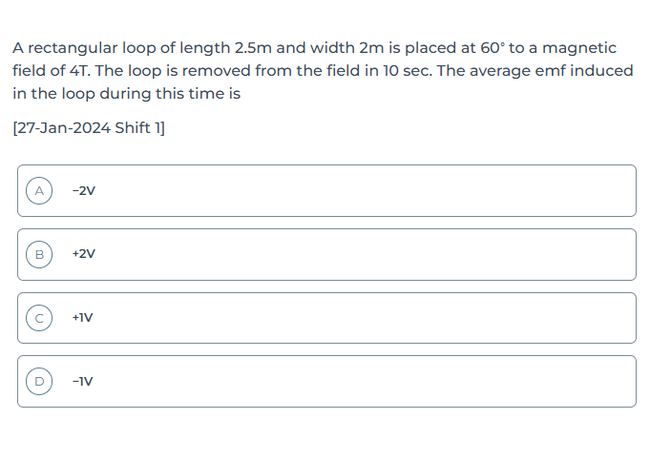 A rectangular loop of length 2.5m and width 2m is placed at 60° to a magnetic
field of 4T. The loop is removed from the field in 10 sec. The average emf induced
in the loop during this time is
[27-Jan-2024 Shift 1]
A −2V
B +2V
C +1V
D −1V